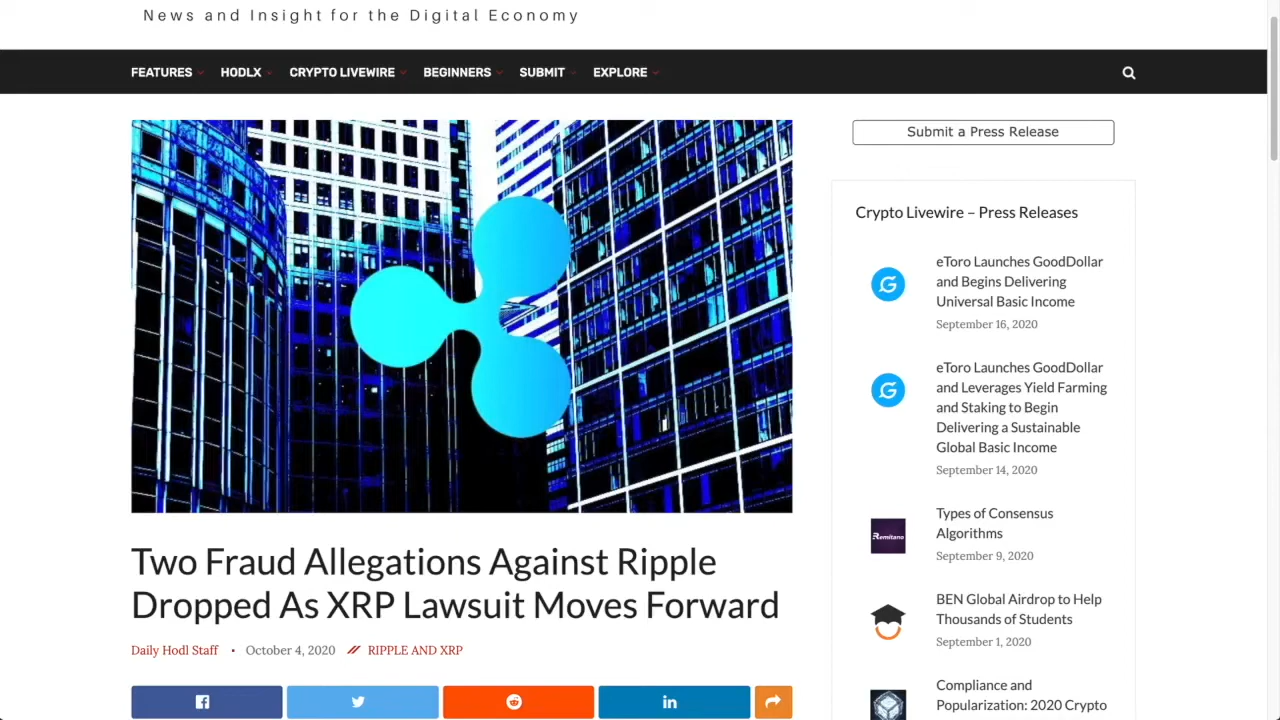 News and Insight for the Digital Economy
FEATURES HODLX CRYPTO LIVEWIRE BEGINNERS SUBMIT EXPLORE
Submit a Press Release
Crypto Livewire – Press Releases
eToro Launches GoodDollar
and Begins Delivering
Universal Basic Income
September 16, 2020
eToro Launches GoodDollar
and Leverages Yield Farming
and Staking to Begin
Delivering a Sustainable
Global Basic Income
September 14, 2020
Remitano
Types of Consensus
Algorithms
September 9, 2020
BEN Global Airdrop to Help
Thousands of Students
September 1, 2020
Compliance and
Popularization: 2020 Crypto
Two Fraud Allegations Against Ripple
Dropped As XRP Lawsuit Moves Forward
Daily Hodl Staff • October 4, 2020 // RIPPLE AND XRP